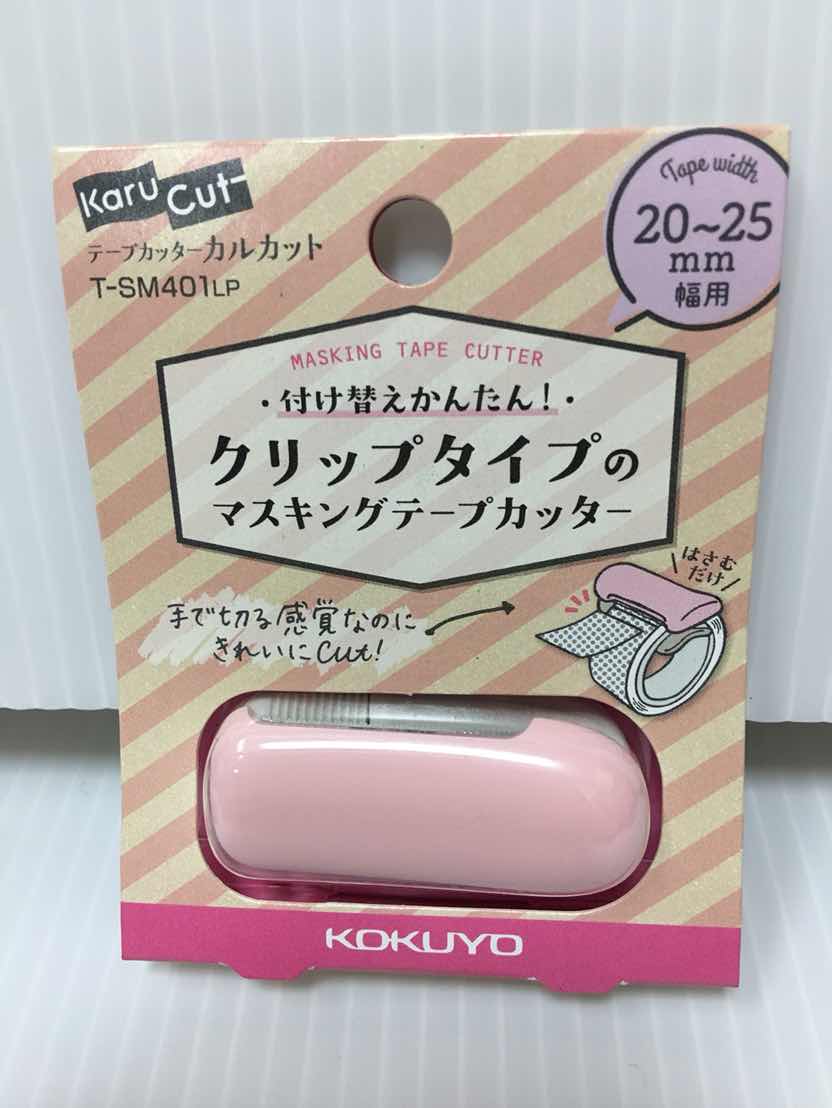 Karu Cut
テープカッターカルカット
T-SM401LP
Tape width
20~25
mm
幅用
MASKING TAPE CUTTER
・付け替えかんたん!・
クリップタイプの
マスキングテープカッター
はさむ
だけ
手で切る感覚なのに
きれいにCut!
KOKUYO